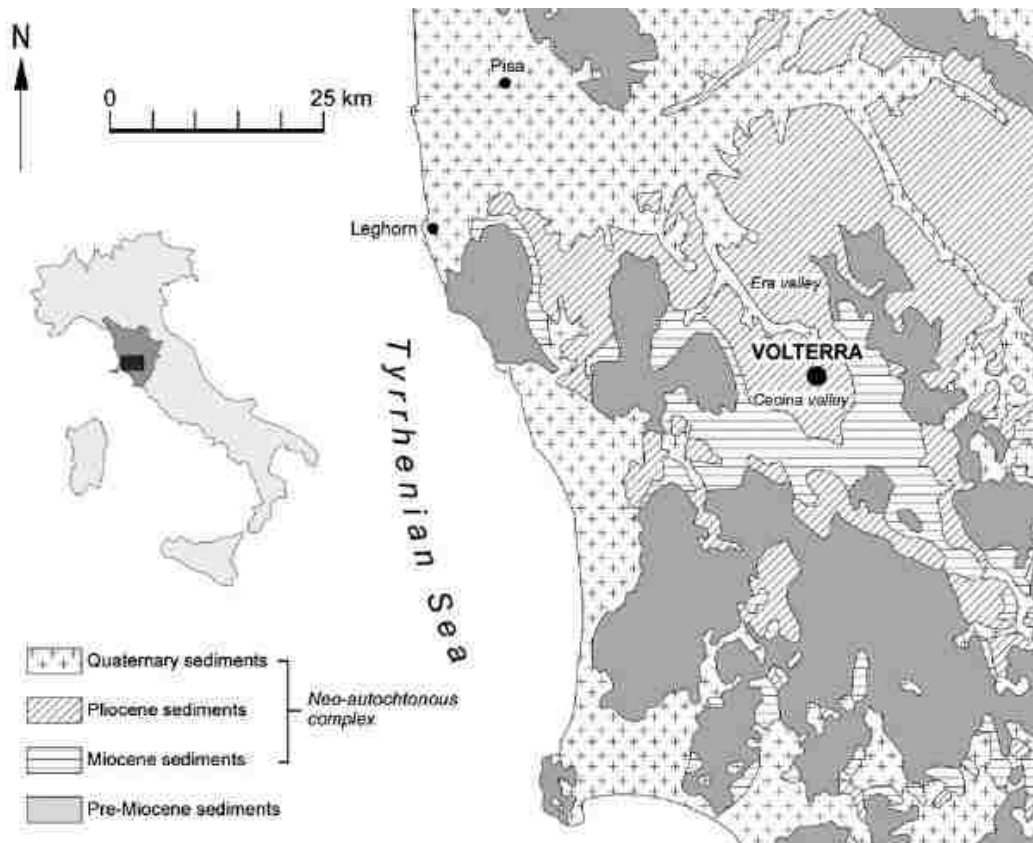 N
0 25 km
Pisa
Leghorn
Era valley
VOLTERRA
Cecina valley
Tyrrhenian Sea
Quaternary sediments
Pliocene sediments
Neo-autochtonous
complex
Miocene sediments
Pre-Miocene sediments